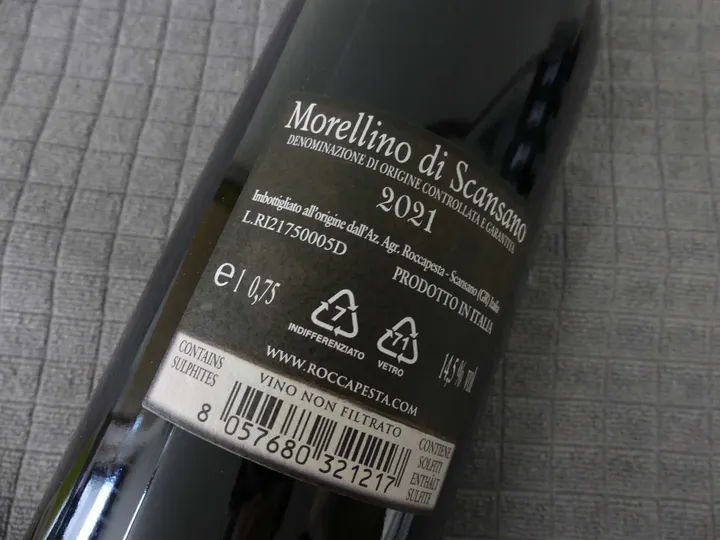 Morellino di Scansano
DENOMINAZIONE DI ORIGINE CONTROLLATA E GARANTITA
2021
Imbottigliato all'origine dall'Az. Agr. Roccapesta - Scansano (GR) Italia
L.RI21750005D
PRODOTTO IN ITALIA
e l 0,75
7
INDIFFERENZIATO
71
VETRO
14,5% vol
WWW.ROCCAPESTA.COM
CONTAINS
SULPHITES
VINO NON FILTRATO
CONTIENE
SOLFITI
ENTHÄLT
SULFITE
8 057680 321217